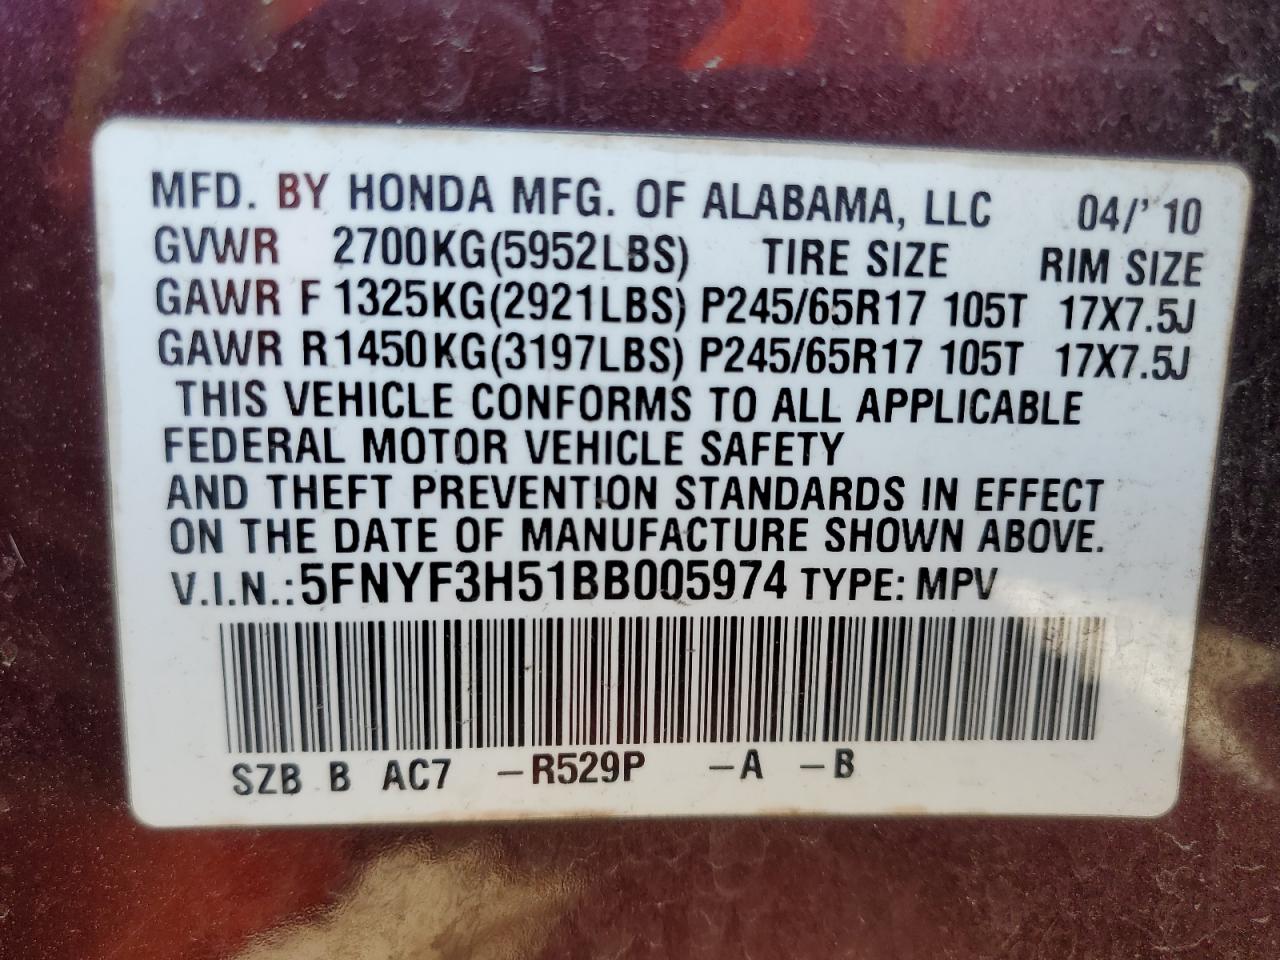 MFD. BY HONDA MFG. OF ALABAMA, LLC 04/'10
GVWR 2700KG(5952LBS) TIRE SIZE RIM SIZE
GAWR F 1325KG(2921LBS) P245/65R17 105T 17X7.5J
GAWR R 1450KG(3197LBS) P245/65R17 105T 17X7.5J
THIS VEHICLE CONFORMS TO ALL APPLICABLE
FEDERAL MOTOR VEHICLE SAFETY
AND THEFT PREVENTION STANDARDS IN EFFECT
ON THE DATE OF MANUFACTURE SHOWN ABOVE.
V.I.N.: 5FNYF3H51BB005974 TYPE: MPV
SZB B AC7 –R529P –A –B